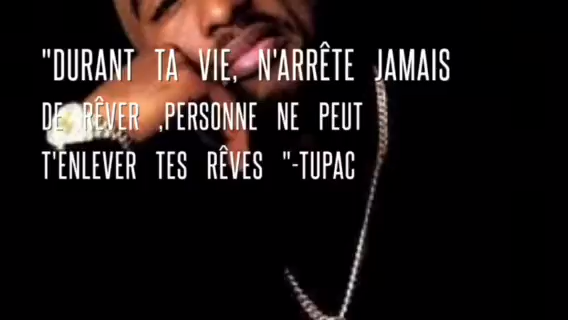 "DURANT TA VIE, N'ARRÊTE JAMAIS
DE RÊVER ,PERSONNE NE PEUT
T'ENLEVER TES RÊVES "-TUPAC